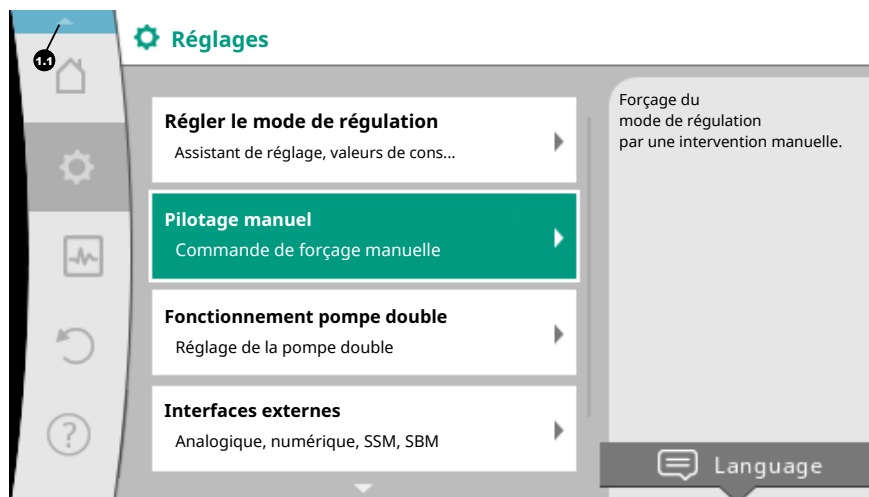 1.1
Réglages
Régler le mode de régulation
Assistant de réglage, valeurs de cons...
Pilotage manuel
Commande de forçage manuelle
Fonctionnement pompe double
Réglage de la pompe double
Interfaces externes
Analogique, numérique, SSM, SBM
Forçage du
mode de régulation
par une intervention manuelle.
?
Language